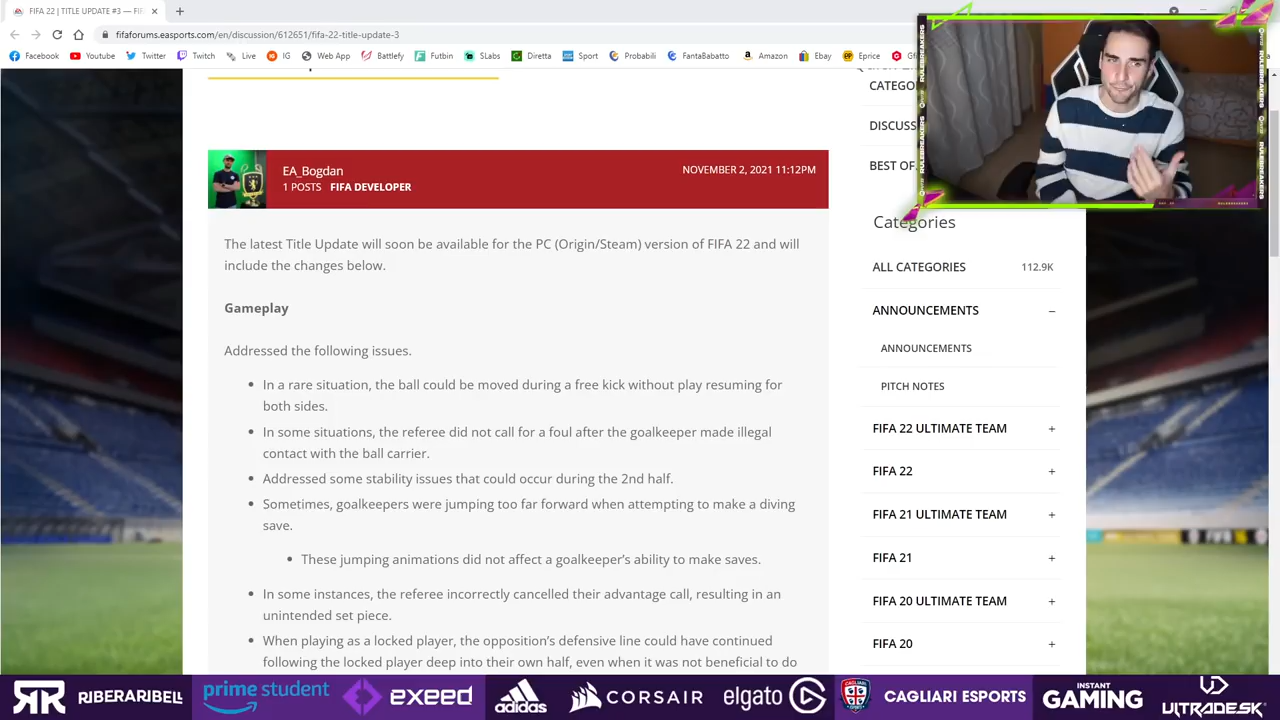 FIFA 22 | TITLE UPDATE #3 — FI
fifaforums.easports.com/en/discussion/612651/fifa-22-title-update-3
Facebook Youtube Twitter Twitch Live IG Web App Battlefy Futbin SLabs Diretta Sport Probabili FantaBabatto Amazon Ebay Eprice
CATEGO
DISCUSS
BEST OF
EA_Bogdan
1 POSTS FIFA DEVELOPER
NOVEMBER 2, 2021 11:12PM
The latest Title Update will soon be available for the PC (Origin/Steam) version of FIFA 22 and will
include the changes below.
Gameplay
Addressed the following issues.
In a rare situation, the ball could be moved during a free kick without play resuming for
both sides.
In some situations, the referee did not call for a foul after the goalkeeper made illegal
contact with the ball carrier.
Addressed some stability issues that could occur during the 2nd half.
Sometimes, goalkeepers were jumping too far forward when attempting to make a diving
save.
These jumping animations did not affect a goalkeeper's ability to make saves.
In some instances, the referee incorrectly cancelled their advantage call, resulting in an
unintended set piece.
When playing as a locked player, the opposition's defensive line could have continued
following the locked player deep into their own half, even when it was not beneficial to do
Categories
ALL CATEGORIES 112.9K
ANNOUNCEMENTS –
ANNOUNCEMENTS
PITCH NOTES
FIFA 22 ULTIMATE TEAM +
FIFA 22 +
FIFA 21 ULTIMATE TEAM +
FIFA 21 +
FIFA 20 ULTIMATE TEAM +
FIFA 20 +
RULEBREAKERS
RULEBREAKERS
RIBERARIBELL prime student exeed adidas CORSAIR elgato CAGLIARI ESPORTS INSTANT GAMING ULTRADESK